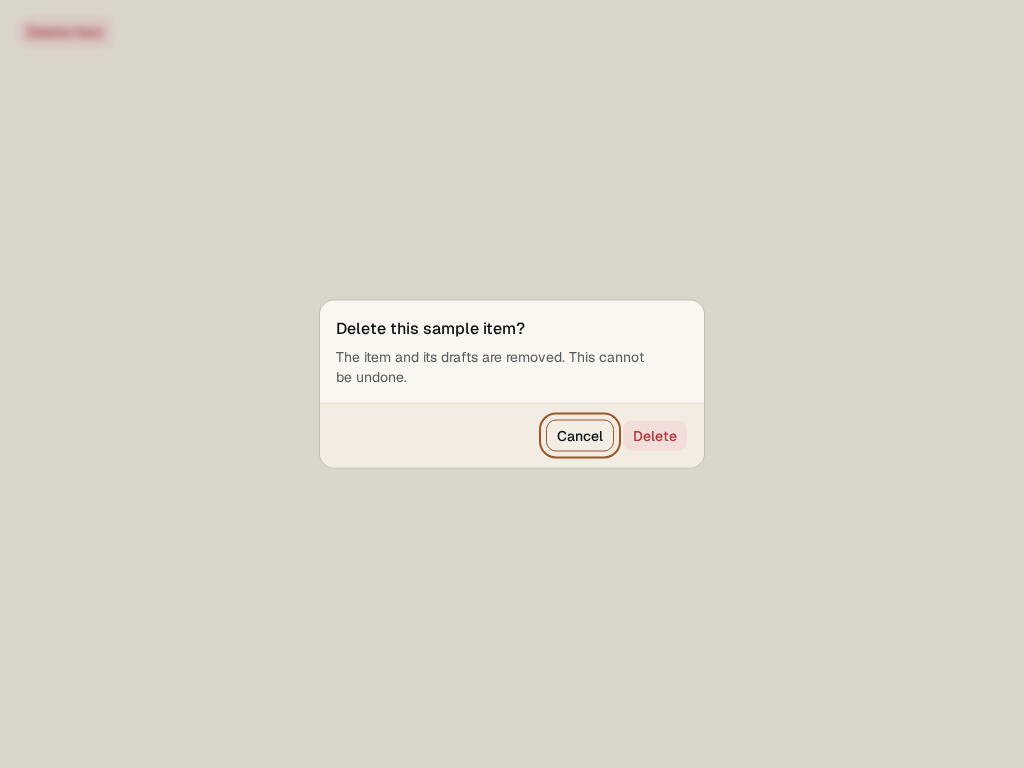 Delete this sample item?
The item and its drafts are removed. This cannot
be undone.
Cancel
Delete